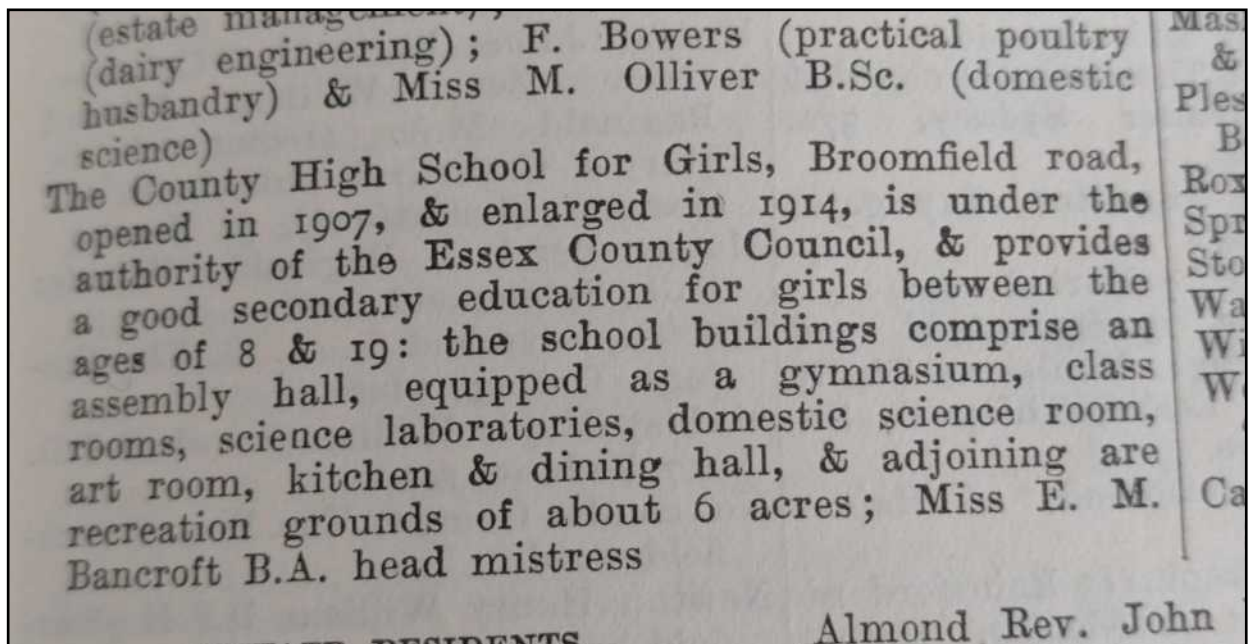 (estate
(dairy engineering) ; F. Bowers (practical poultry
husbandry) & Miss M. Olliver B.Sc. (domestic
science)
The County High School for Girls, Broomfield road,
opened in 1907, & enlarged in 1914, is under the
authority of the Essex County Council, & provides
a good secondary education for girls between the
ages of 8 & 19 : the school buildings comprise an
assembly hall, equipped as a gymnasium, class
rooms, science laboratories, domestic science room,
art room, kitchen & dining hall, & adjoining are
recreation grounds of about 6 acres ; Miss E. M.
Bancroft B.A. head mistress
RESIDENTS
Almond Rev. John
&